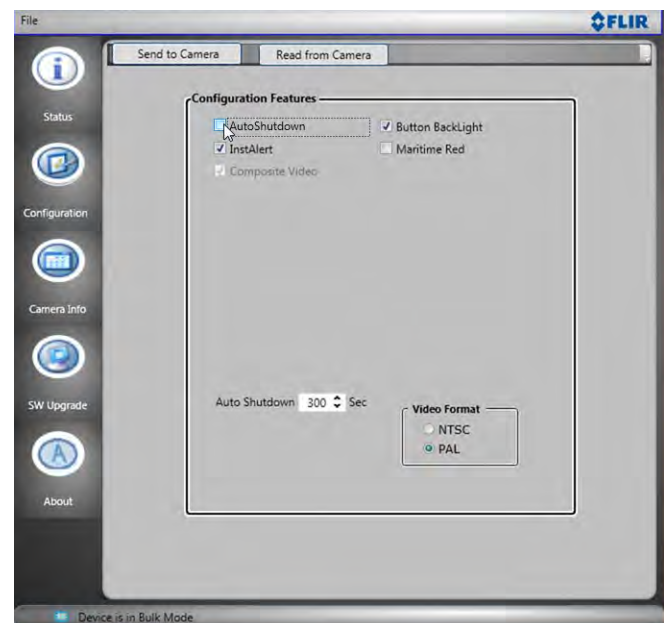 File
FLIR
Send to Camera Read from Camera
Status
Configuration Features
AutoShutdown Button BackLight
InstAlert Maritime Red
Composite Video
Configuration
Camera Info
SW Upgrade
Auto Shutdown 300 Sec
Video Format
NTSC
PAL
About
Device is in Bulk Mode